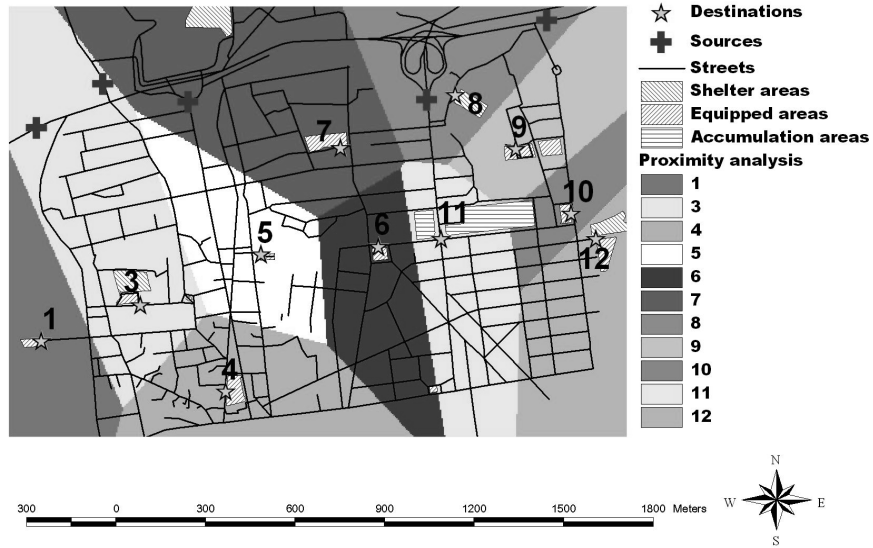 Destinations
Sources
Streets
Shelter areas
Equipped areas
Accumulation areas
Proximity analysis
1
3
4
5
6
7
8
9
10
11
12
8
7
9
10
11
6
5
12
3
1
4
300 0 300 600 900 1200 1500 1800 Meters
N
W E
S